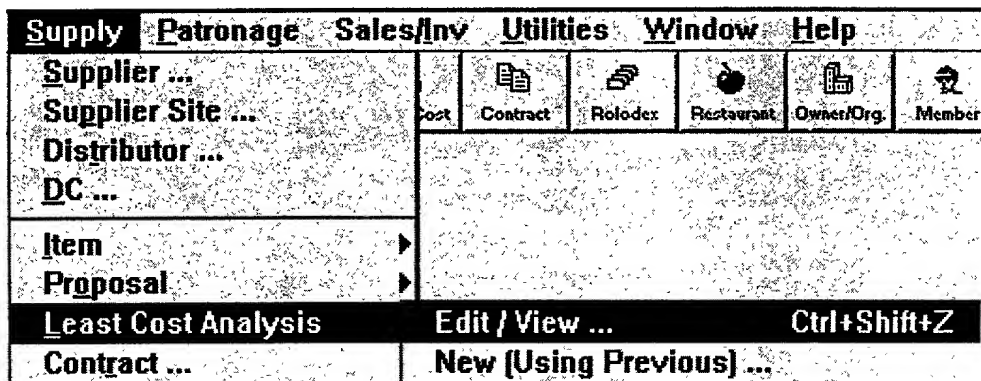 Supply Patronage Sales/Inv Utilities Window Help
Supplier ...
Supplier Site ...
Cost Contract Rolodex Restaurant Owner/Org. Member
Distributor ...
DC ...
Item
Proposal
Least Cost Analysis Edit / View ... Ctrl+Shift+Z
Contract ... New (Using Previous) ...